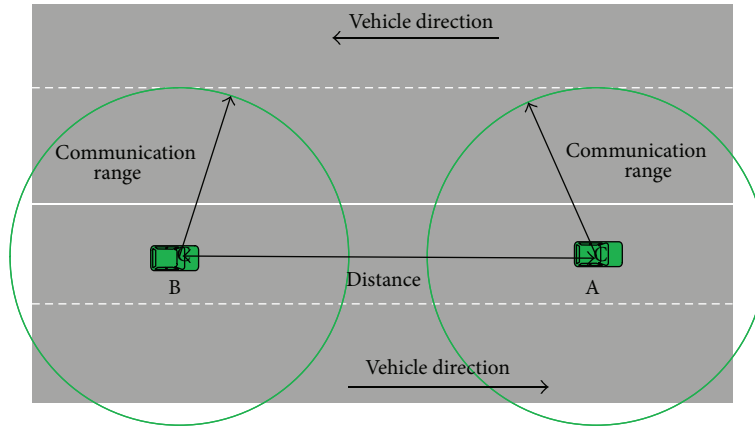 Vehicle direction
Communication
range
Communication
range
B
Distance
A
Vehicle direction